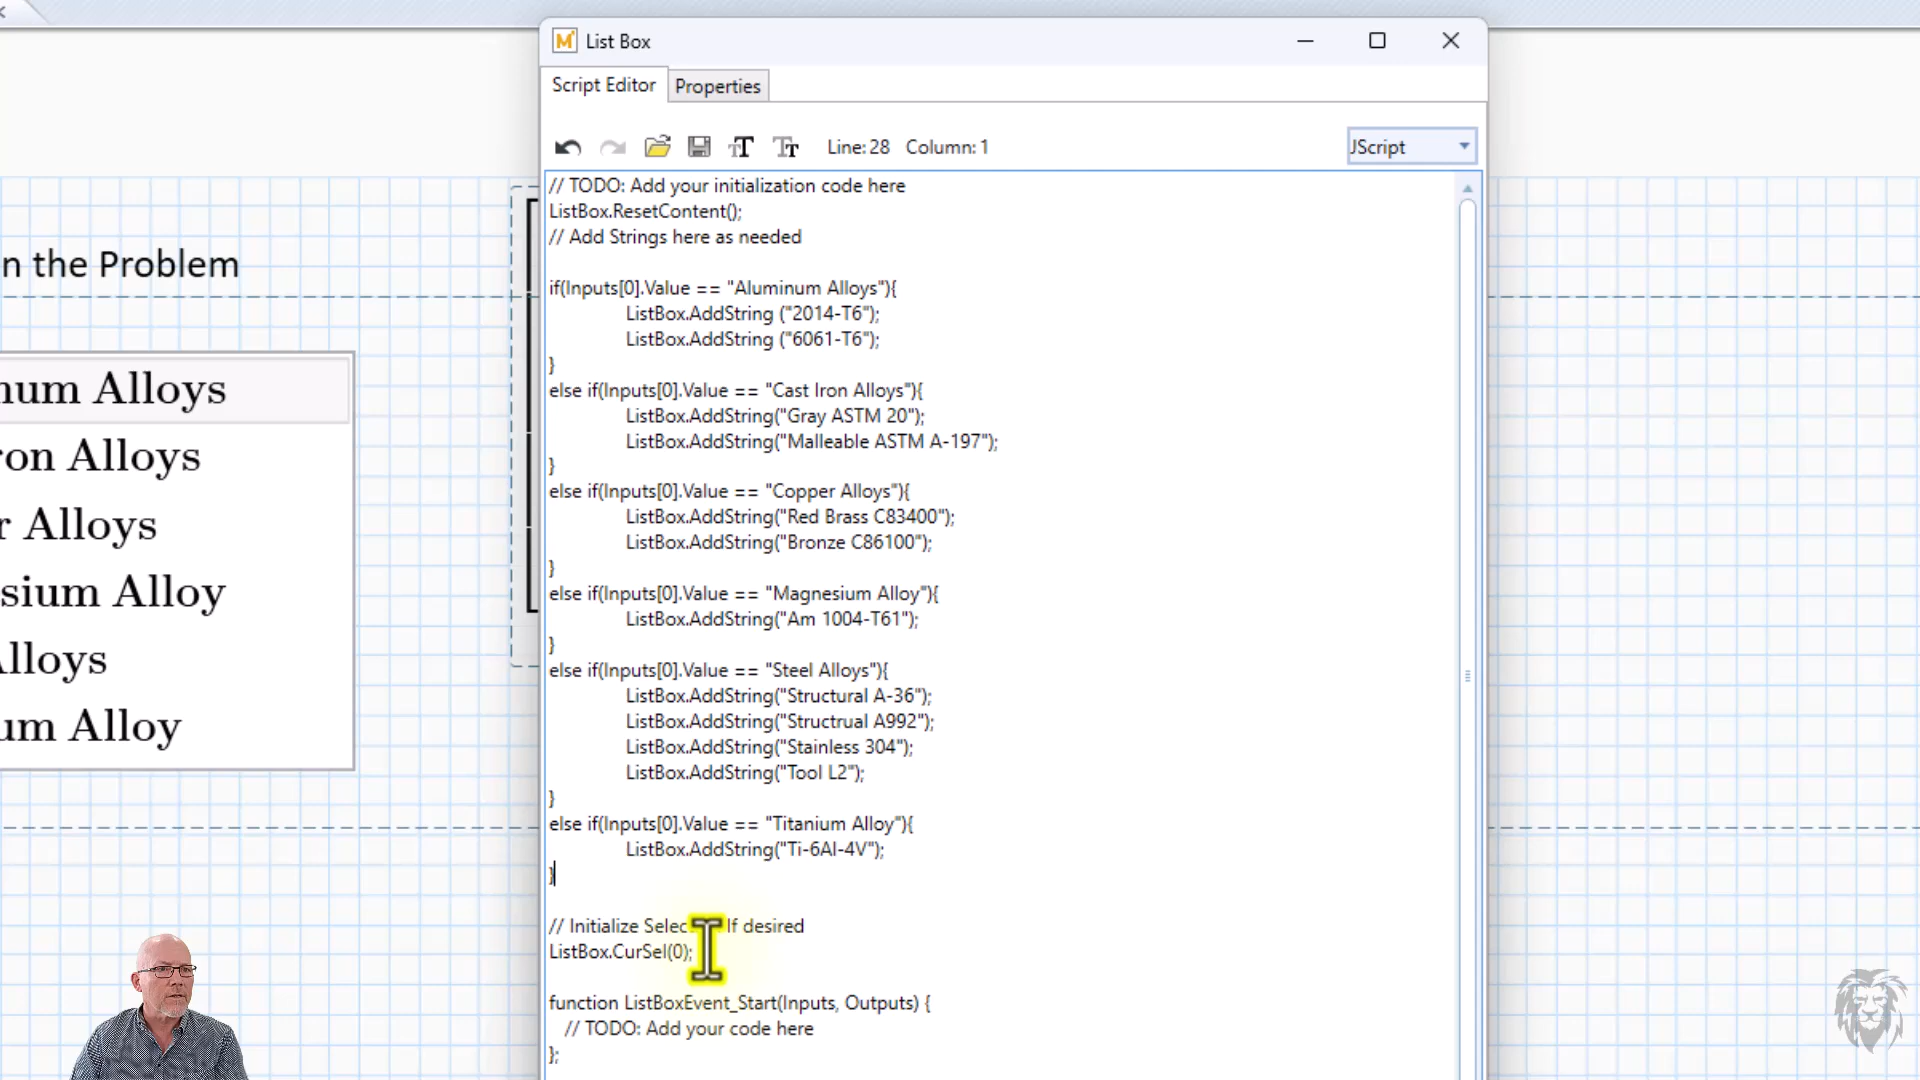 List Box
Script Editor
Properties
Line: 28 Column: 1
JScript
// TODO: Add your initialization code here
ListBox.ResetContent();
// Add Strings here as needed
if(Inputs[0].Value == "Aluminum Alloys"){
ListBox.AddString ("2014-T6");
ListBox.AddString ("6061-T6");
}
else if(Inputs[0].Value == "Cast Iron Alloys"){
ListBox.AddString("Gray ASTM 20");
ListBox.AddString("Malleable ASTM A-197");
}
else if(Inputs[0].Value == "Copper Alloys"){
ListBox.AddString("Red Brass C83400");
ListBox.AddString("Bronze C86100");
}
else if(Inputs[0].Value == "Magnesium Alloy"){
ListBox.AddString("Am 1004-T61");
}
else if(Inputs[0].Value == "Steel Alloys"){
ListBox.AddString("Structural A-36");
ListBox.AddString("Structrual A992");
ListBox.AddString("Stainless 304");
ListBox.AddString("Tool L2");
}
else if(Inputs[0].Value == "Titanium Alloy"){
ListBox.AddString("Ti-6Al-4V");
}
// Initialize Selec If desired
ListBox.CurSel(0);
function ListBoxEvent_Start(Inputs, Outputs) {
// TODO: Add your code here
};
n the Problem
num Alloys
ron Alloys
r Alloys
sium Alloy
Alloys
um Alloy